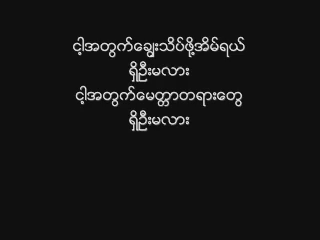 ငါ့အတွက်ချွေးသိပ်ဖို့အိမ်ရယ်
ရှိဦးမလား
ငါ့အတွက်မေတ္တာတရားတွေ
ရှိဦးမလား